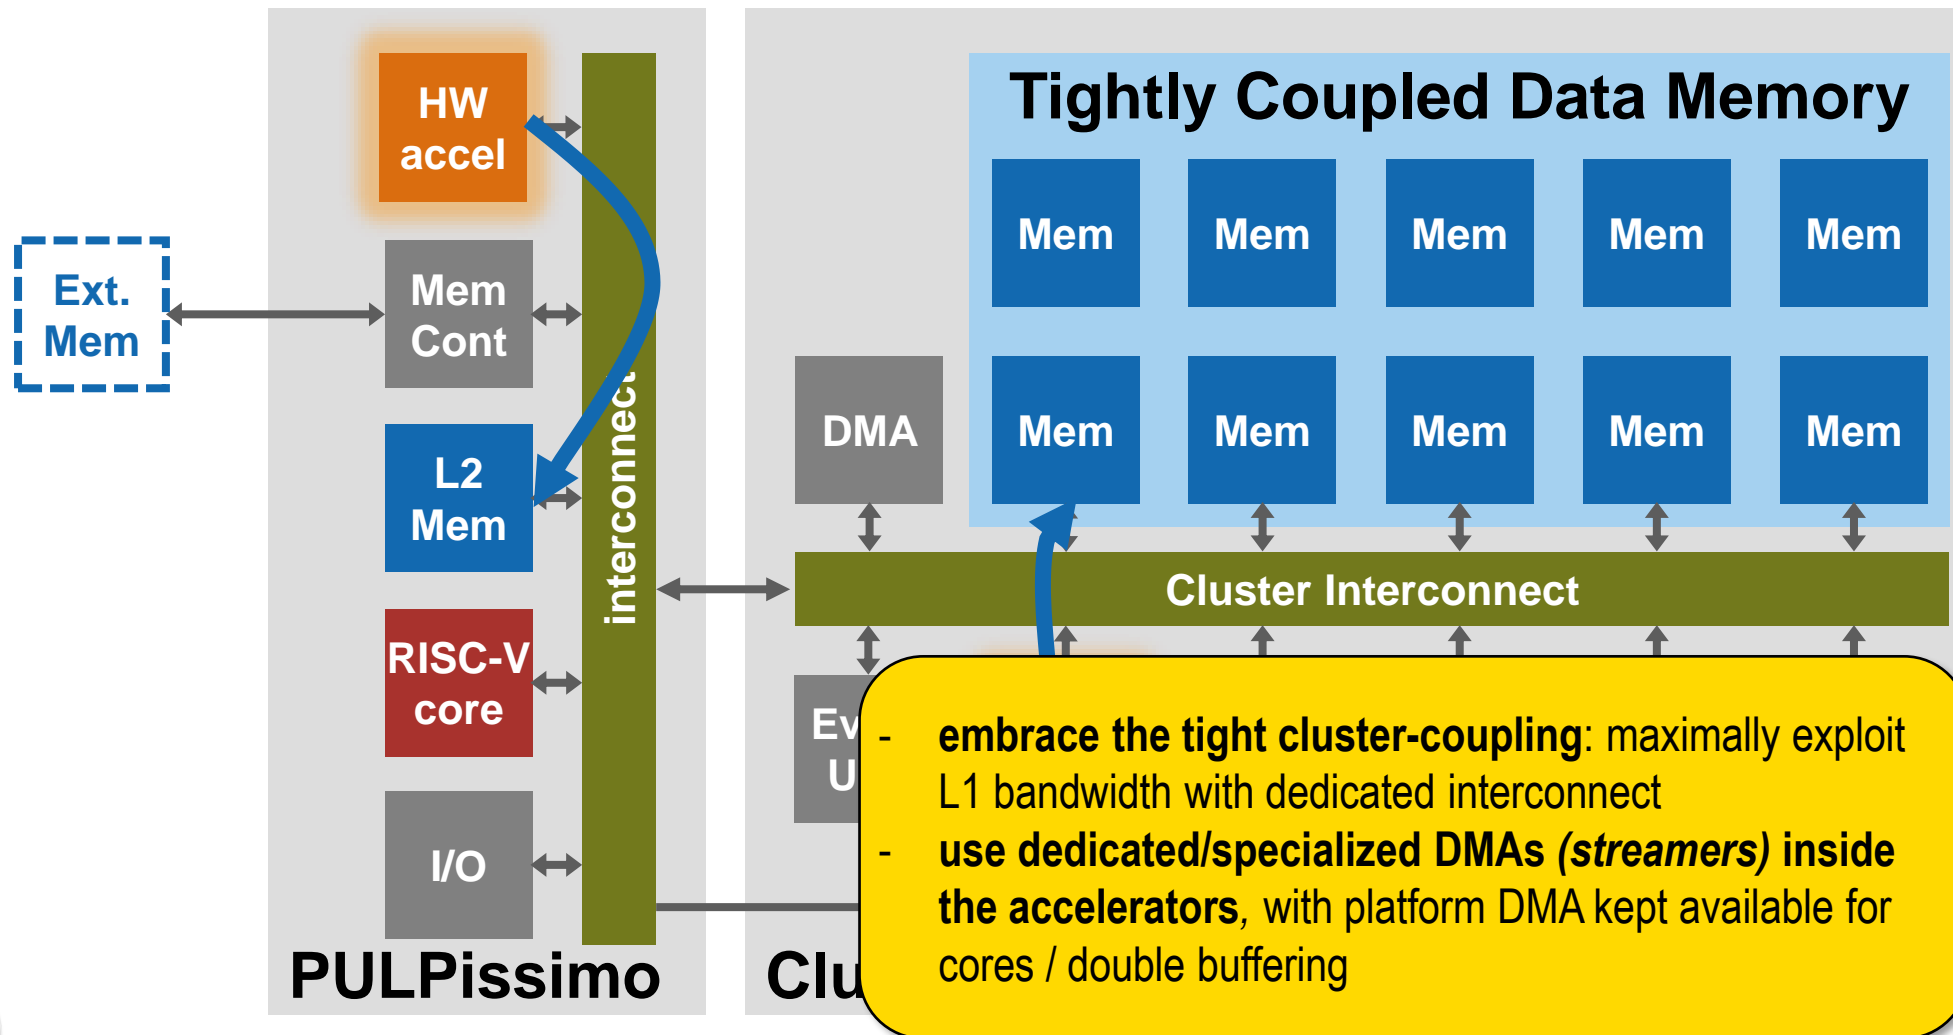 HW
accel
Ext.
Mem
Mem
Cont
L2
Mem
RISC-V
core
I/O
interconnect
PULPissimo
Tightly Coupled Data Memory
Mem Mem Mem Mem Mem
DMA
Mem Mem Mem Mem Mem
Cluster Interconnect
Ev
U
Clu
- embrace the tight cluster-coupling: maximally exploit
L1 bandwidth with dedicated interconnect
- use dedicated/specialized DMAs (streamers) inside
the accelerators, with platform DMA kept available for
cores / double buffering